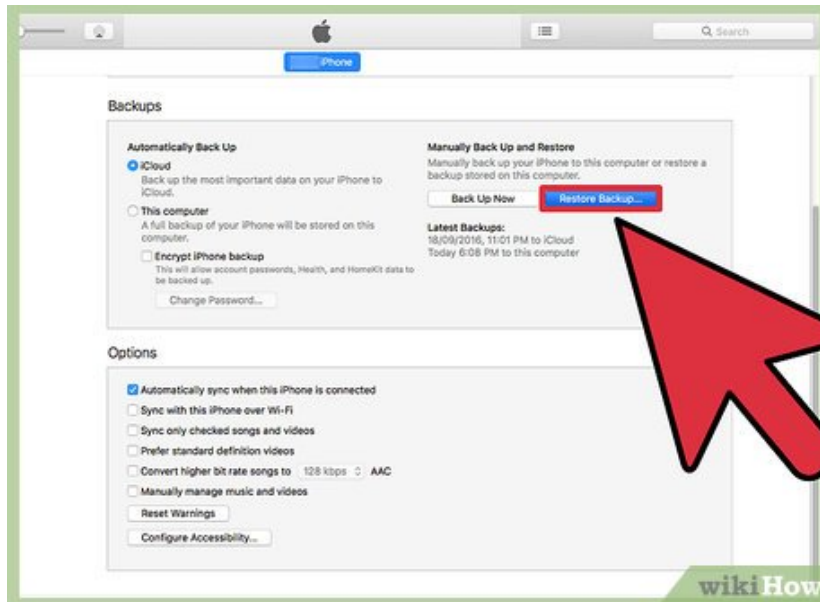 Search
iPhone
Backups
Automatically Back Up
iCloud
Back up the most important data on your iPhone to
iCloud.
This computer
A full backup of your iPhone will be stored on this
computer.
Encrypt iPhone backup
This will allow account passwords, Health, and HomeKit data to
be backed up.
Change Password...
Manually Back Up and Restore
Manually back up your iPhone to this computer or restore a
backup stored on this computer.
Back Up Now
Restore Backup...
Latest Backups:
18/09/2016, 11:01 PM to iCloud
Today 6:08 PM to this computer
Options
Automatically sync when this iPhone is connected
Sync with this iPhone over Wi-Fi
Sync only checked songs and videos
Prefer standard definition videos
Convert higher bit rate songs to 128 kbps AAC
Manually manage music and videos
Reset Warnings
Configure Accessibility...
wikiHow